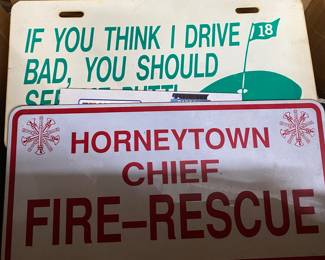 IF YOU THINK I DRIVE
18
BAD, YOU SHOULD
HORNEYTOWN
CHIEF
FIRE-RESCUE